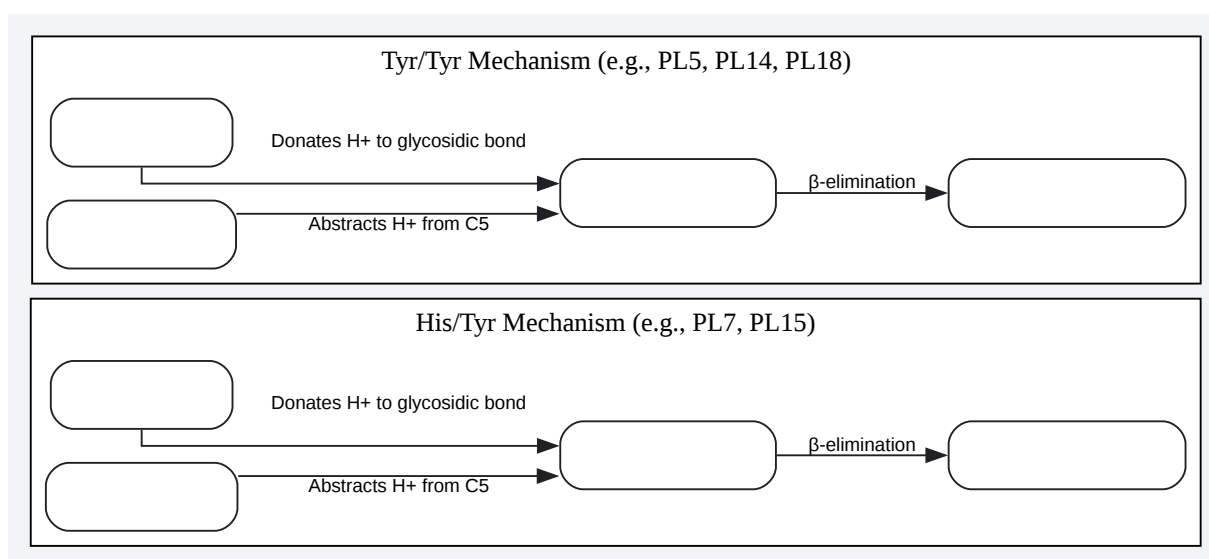 Tyr/Tyr Mechanism (e.g., PL5, PL14, PL18)
Donates H+ to glycosidic bond
β-elimination
Abstracts H+ from C5
His/Tyr Mechanism (e.g., PL7, PL15)
Donates H+ to glycosidic bond
β-elimination
Abstracts H+ from C5